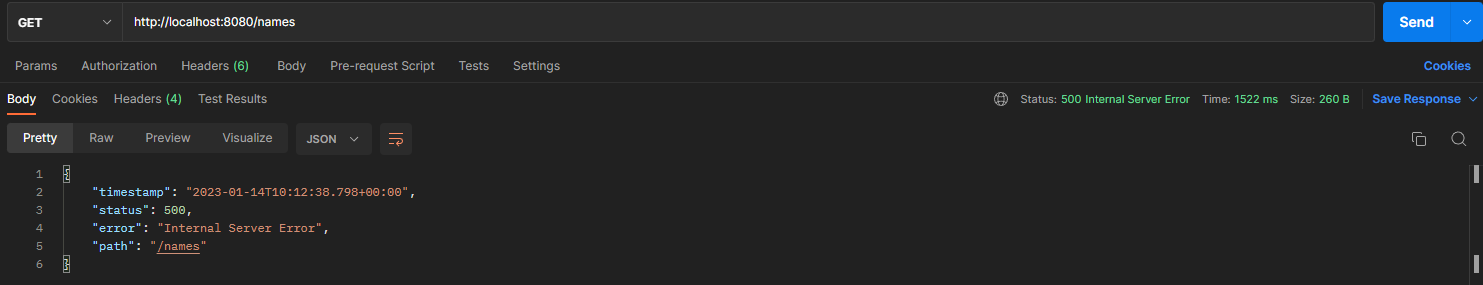 GET http://localhost:8080/names Send
Params Authorization Headers (6) Body Pre-request Script Tests Settings Cookies
Body Cookies Headers (4) Test Results Status: 500 Internal Server Error Time: 1522 ms Size: 260 B Save Response
Pretty Raw Preview Visualize JSON
1 {
2 "timestamp": "2023-01-14T10:12:38.798+00:00",
3 "status": 500,
4 "error": "Internal Server Error",
5 "path": "/names"
6 }